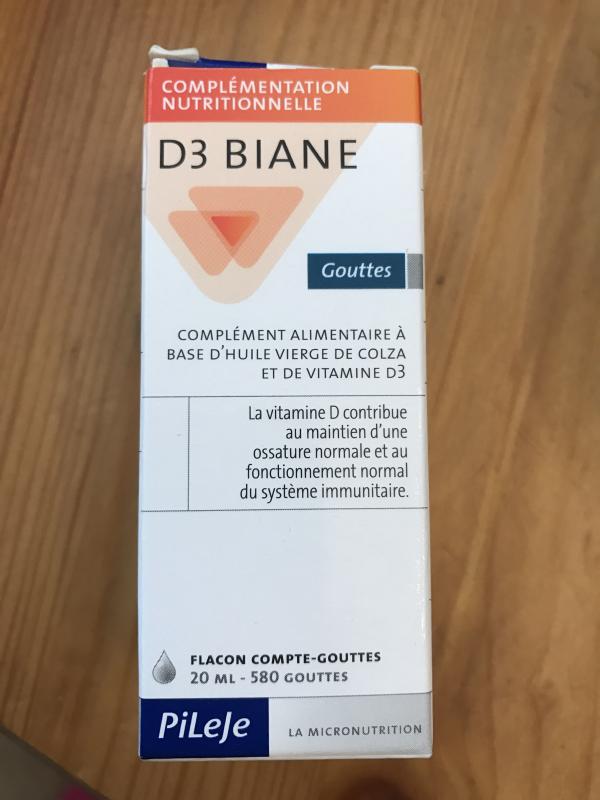 COMPLÉMENTATION
NUTRITIONNELLE
D3 BIANE
Gouttes
COMPLÉMENT ALIMENTAIRE À
BASE D'HUILE VIERGE DE COLZA
ET DE VITAMINE D3
La vitamine D contribue
au maintien d'une
ossature normale et au
fonctionnement normal
du système immunitaire.
FLACON COMPTE-GOUTTES
20 ML - 580 GOUTTES
PiLeJe
LA MICRONUTRITION